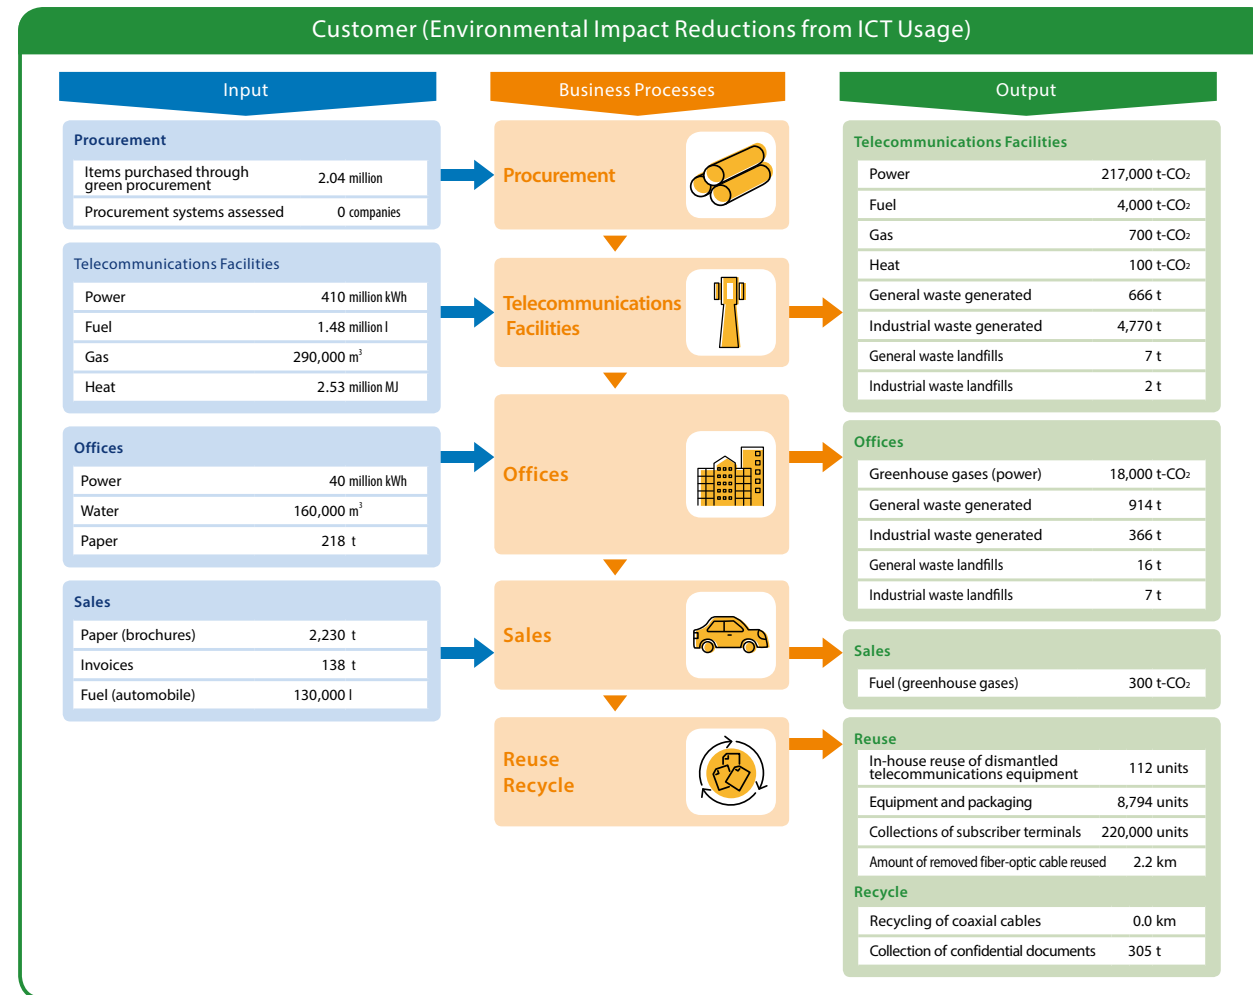 Customer (Environmental Impact Reductions from ICT Usage)
Input
Procurement
Items purchased through
green procurement 2.04 million
Procurement systems assessed 0 companies
Telecommunications Facilities
Power 410 million kWh
Fuel 1.48 million l
Gas 290,000 m³
Heat 2.53 million MJ
Offices
Power 40 million kWh
Water 160,000 m³
Paper 218 t
Sales
Paper (brochures) 2,230 t
Invoices 138 t
Fuel (automobile) 130,000 l
Business Processes
Procurement
Telecommunications
Facilities
Offices
Sales
Reuse
Recycle
Output
Telecommunications Facilities
Power 217,000 t-CO₂
Fuel 4,000 t-CO₂
Gas 700 t-CO₂
Heat 100 t-CO₂
General waste generated 666 t
Industrial waste generated 4,770 t
General waste landfills 7 t
Industrial waste landfills 2 t
Offices
Greenhouse gases (power) 18,000 t-CO₂
General waste generated 914 t
Industrial waste generated 366 t
General waste landfills 16 t
Industrial waste landfills 7 t
Sales
Fuel (greenhouse gases) 300 t-CO₂
Reuse
In-house reuse of dismantled
telecommunications equipment 112 units
Equipment and packaging 8,794 units
Collections of subscriber terminals 220,000 units
Amount of removed fiber-optic cable reused 2.2 km
Recycle
Recycling of coaxial cables 0.0 km
Collection of confidential documents 305 t